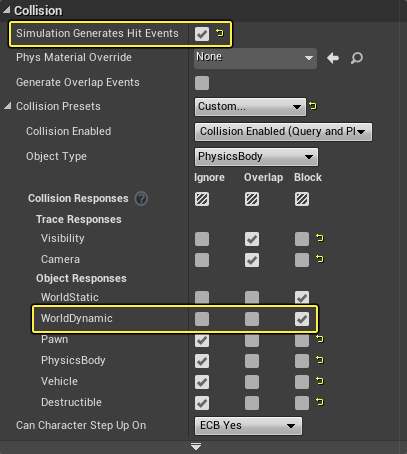 Collision
Simulation Generates Hit Events
Phys Material Override None
Generate Overlap Events
Collision Presets Custom...
Collision Enabled Collision Enabled (Query and Pl
Object Type PhysicsBody
Ignore Overlap Block
Collision Responses ?
Trace Responses
Visibility
Camera
Object Responses
WorldStatic
WorldDynamic
Pawn
PhysicsBody
Vehicle
Destructible
Can Character Step Up On ECB Yes